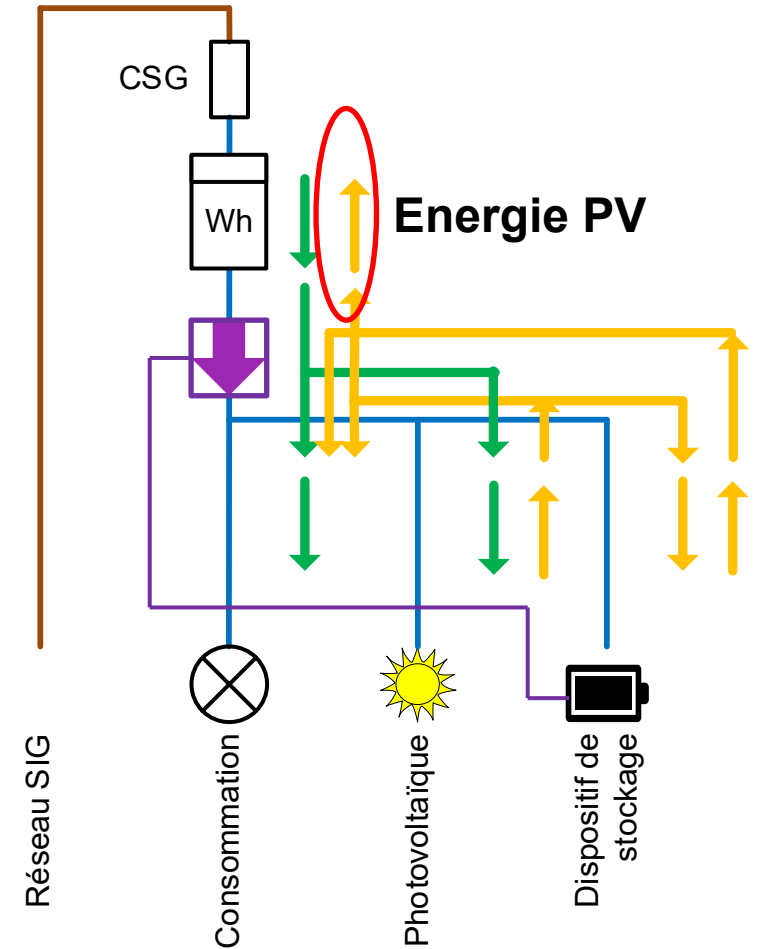 CSG
Wh
Energie PV
Réseau SIG
Consommation
Photovoltaïque
Dispositif de
stockage